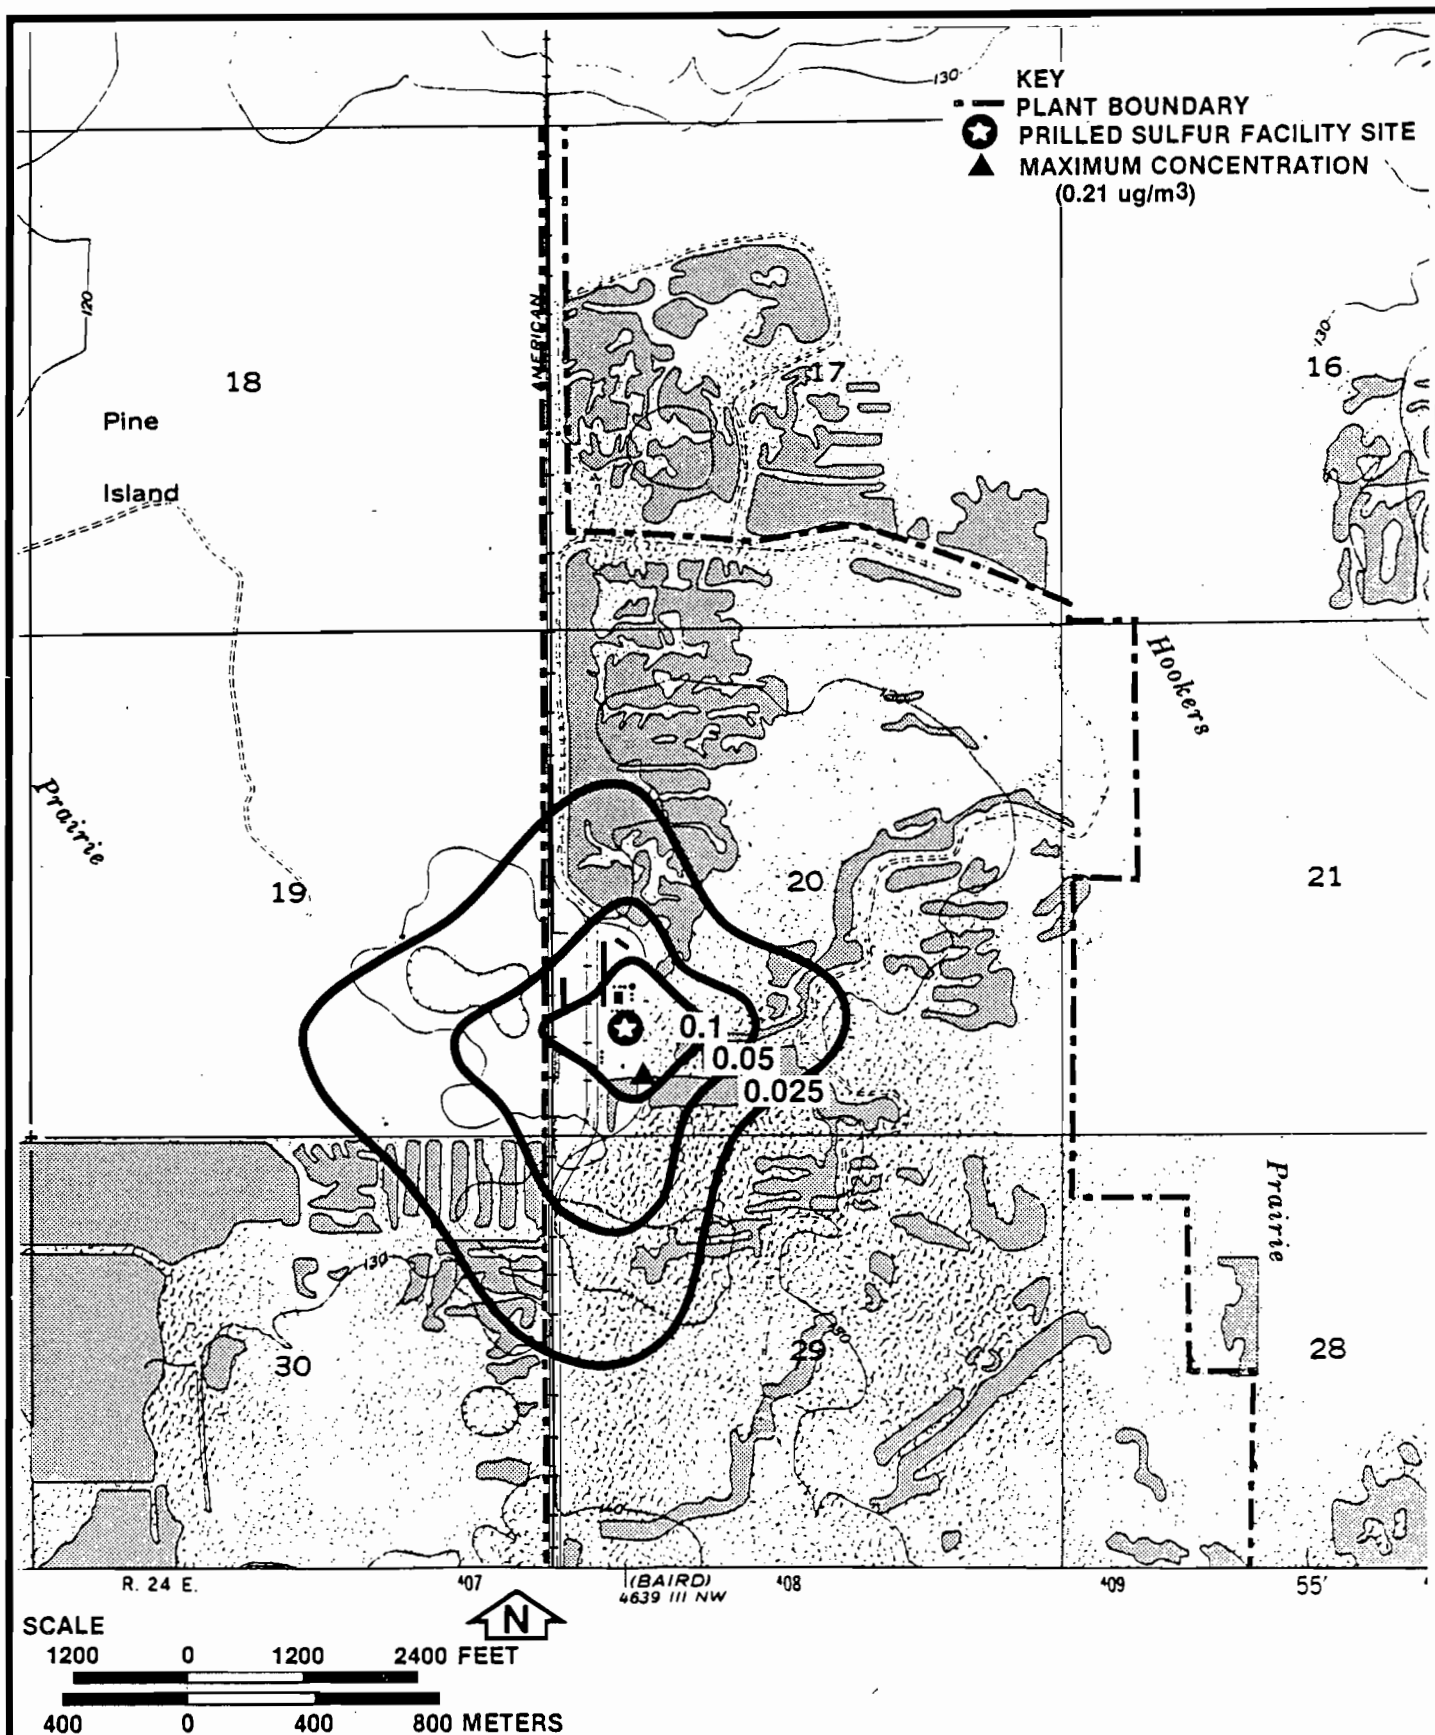 130
KEY
PLANT BOUNDARY
PRILLED SULFUR FACILITY SITE
MAXIMUM CONCENTRATION
(0.21 ug/m3)
120
AMERICAN
130
18
17
16
Pine
Island
Hookers
Prairie
19
20
21
0.1
0.05
0.025
Prairie
130
30
29
130
28
140
R. 24 E.
407
(BAIRD)
4639 III NW
408
409
55'
N
SCALE
1200 0 1200 2400 FEET
400 0 400 800 METERS